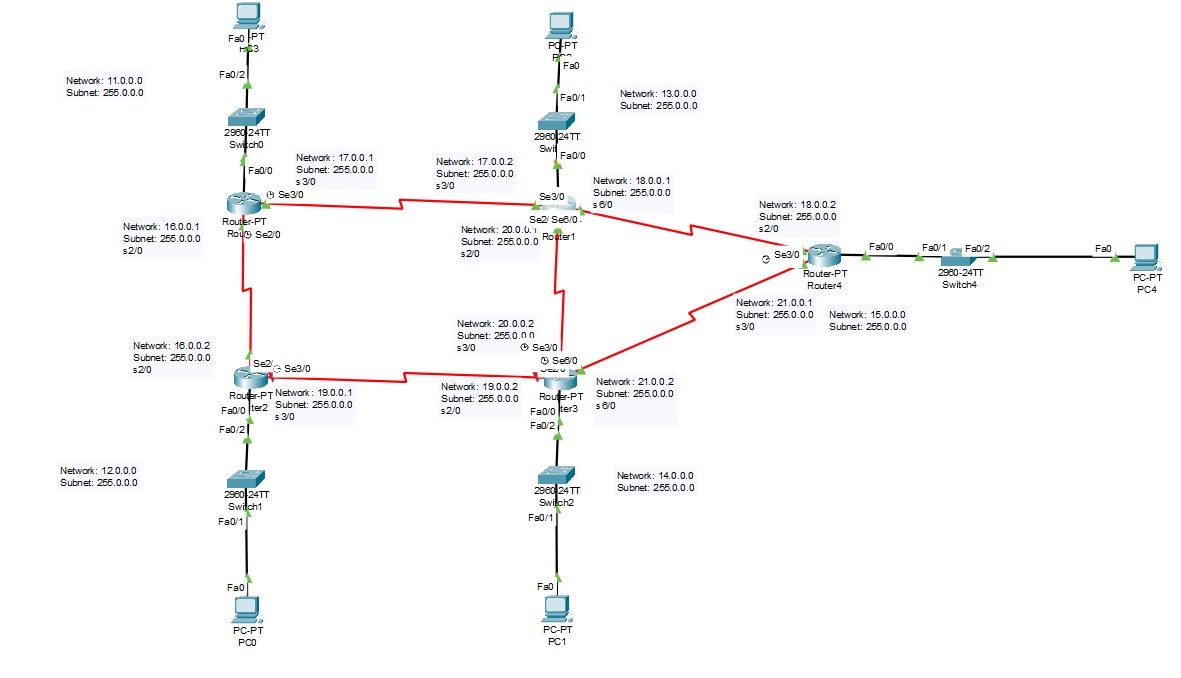 Fa0
-PT
Fa0/2
Network: 11.0.0.0
Subnet: 255.0.0.0
2960-24TT
Switch0
Fa0/0
Se3/0
Router-PT
Se2/0
PC-PT
Fa0
Fa0/1
Network: 13.0.0.0
Subnet: 255.0.0.0
2960-24TT
Fa0/0
Network: 17.0.0.1
Subnet: 255.0.0.0
s3/0
Network: 17.0.0.2
Subnet: 255.0.0.0
s3/0
Network: 18.0.0.1
Subnet: 255.0.0.0
s6/0
Se3/0
Se2/
Se6/0
Router1
Network: 16.0.0.1
Subnet: 255.0.0.0
s2/0
Network: 20.0.0.1
Subnet: 255.0.0.0
s2/0
Network: 18.0.0.2
Subnet: 255.0.0.0
s2/0
Se3/0
Router-PT
Router4
Fa0/0
Fa0/1
Fa0/2
2960-24TT
Switch4
Fa0
PC-PT
PC4
Network: 21.0.0.1
Subnet: 255.0.0.0
s3/0
Network: 15.0.0.0
Subnet: 255.0.0.0
Network: 20.0.0.2
Subnet: 255.0.0.0
s3/0
Se3/0
Se6/0
Network: 16.0.0.2
Subnet: 255.0.0.0
s2/0
Se2/
Se3/0
Router-PT
ter2
Fa0/0
Fa0/2
Network: 19.0.0.1
Subnet: 255.0.0.0
s3/0
Network: 19.0.0.2
Subnet: 255.0.0.0
s2/0
Router-PT
ter3
Fa0/0
Fa0/2
Network: 21.0.0.2
Subnet: 255.0.0.0
s6/0
Network: 12.0.0.0
Subnet: 255.0.0.0
2960-24TT
Switch1
Fa0/1
Fa0
PC-PT
PC0
2960-24TT
Switch2
Fa0/1
Network: 14.0.0.0
Subnet: 255.0.0.0
Fa0
PC-PT
PC1